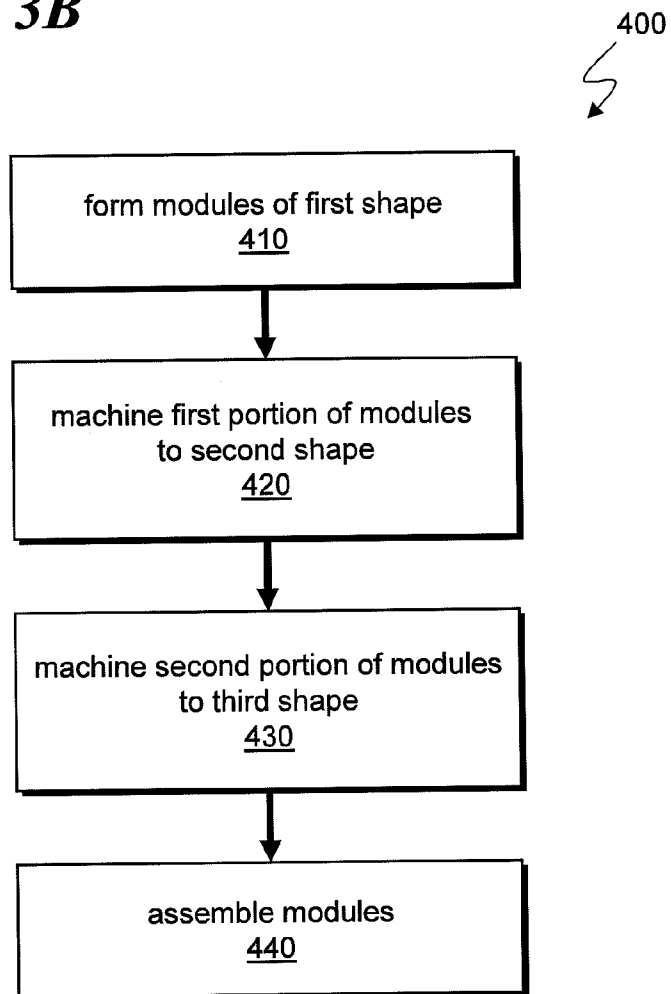 3B
400
form modules of first shape
410
machine first portion of modules
to second shape
420
machine second portion of modules
to third shape
430
assemble modules
440